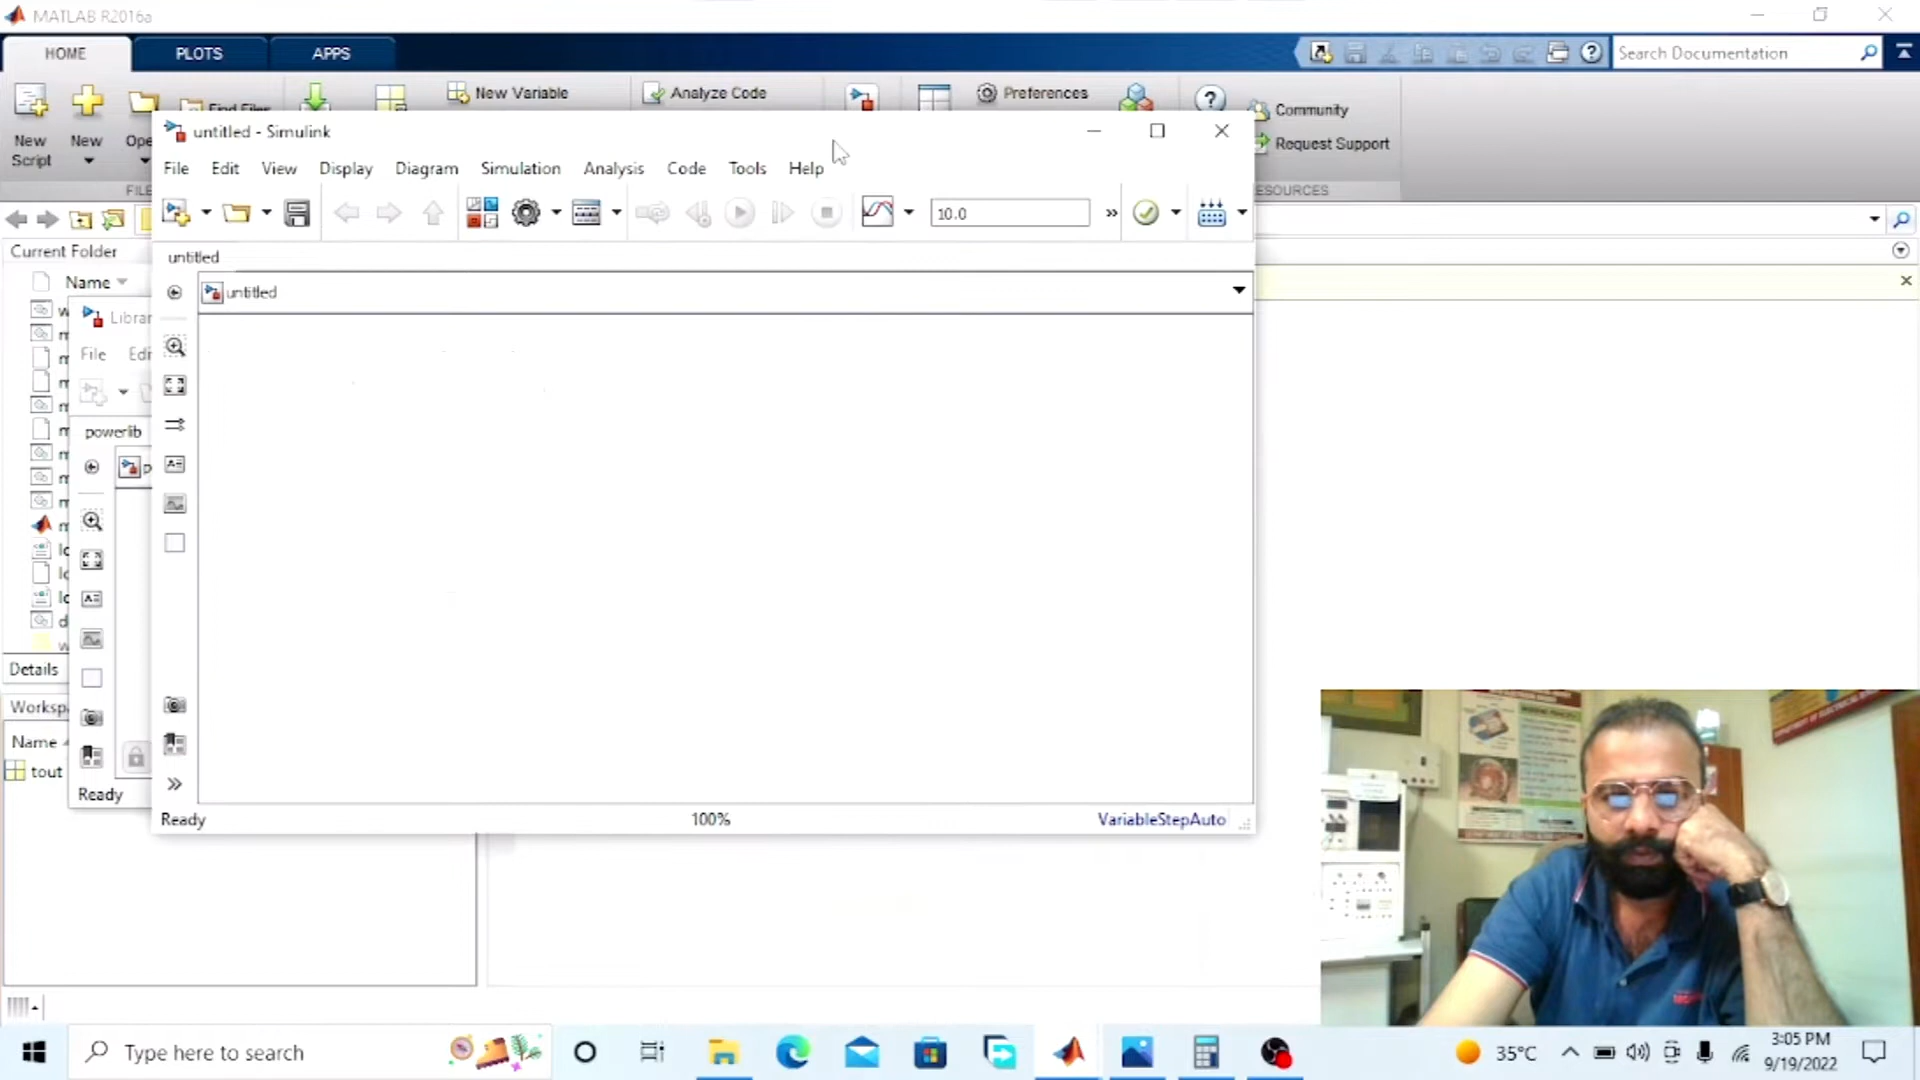 MATLAB R2016a
HOME
PLOTS
APPS
Search Documentation
New Variable
Analyze Code
Preferences
Community
Request Support
New Script
New
Find Files
FILE
untitled - Simulink
File Edit View Display Diagram Simulation Analysis Code Tools Help
10.0
untitled
untitled
Current Folder
Name
File
powerlib
Ready
Details
Name
tout
Ready
100%
VariableStepAuto
Type here to search
35°C
3:05 PM
9/19/2022